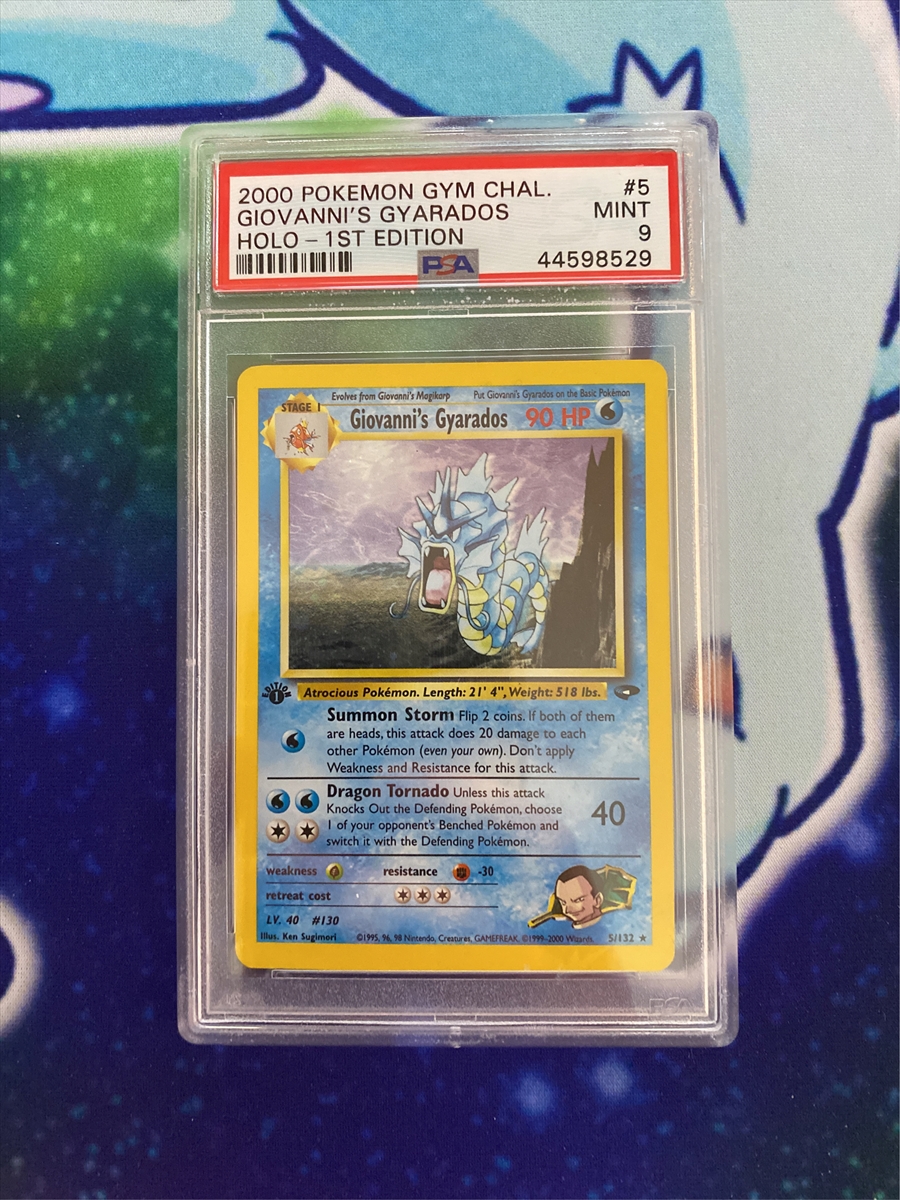 2000 POKEMON GYM CHAL. #5
GIOVANNI'S GYARADOS MINT
HOLO – 1ST EDITION 9
PSA 44598529
Evolves from Giovanni's Magikarp Put Giovanni's Gyarados on the Basic Pokémon
STAGE 1
Giovanni's Gyarados 90 HP
EDITION
1
Atrocious Pokémon. Length: 21' 4", Weight: 518 lbs.
Summon Storm Flip 2 coins. If both of them
are heads, this attack does 20 damage to each
other Pokémon (even your own). Don't apply
Weakness and Resistance for this attack.
Dragon Tornado Unless this attack
Knocks Out the Defending Pokémon, choose
1 of your opponent's Benched Pokémon and
switch it with the Defending Pokémon.
40
weakness resistance -30
retreat cost
LV. 40 #130
Illus. Ken Sugimori ©1995, 96, 98 Nintendo, Creatures, GAMEFREAK. ©1999-2000 Wizards. 5/132 ★
PSA